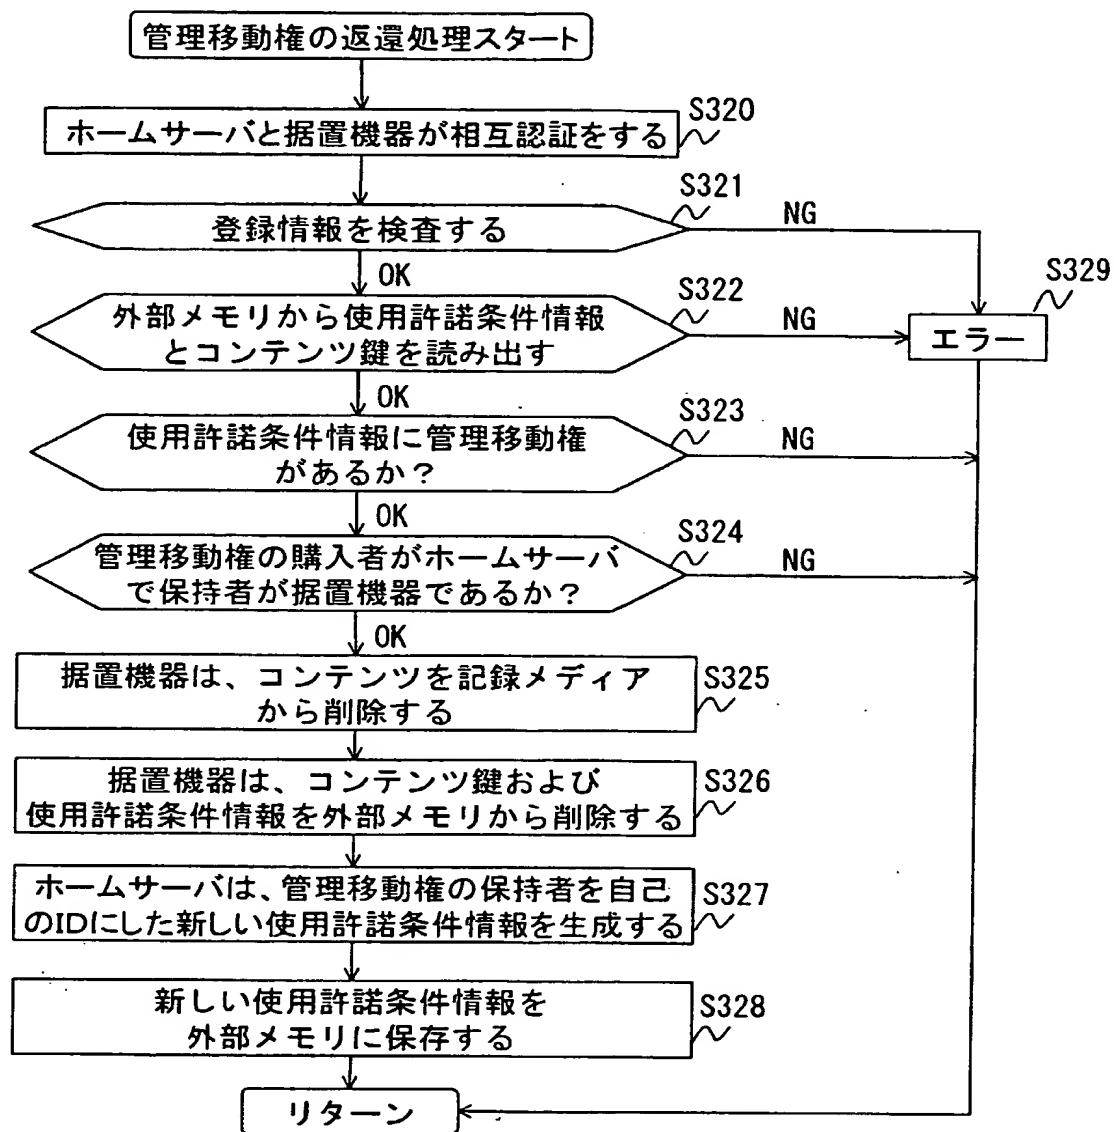 管理移動権の返還処理スタート
S320
ホームサーバと据置機器が相互認証をする
S321
登録情報を検査する
NG
OK
S322
外部メモリから使用許諾条件情報
とコンテンツ鍵を読み出す
NG
S329
エラー
OK
S323
使用許諾条件情報に管理移動権
があるか?
NG
OK
S324
管理移動権の購入者がホームサーバ
で保持者が据置機器であるか?
NG
OK
据置機器は、コンテンツを記録メディア
から削除する
S325
据置機器は、コンテンツ鍵および
使用許諾条件情報を外部メモリから削除する
S326
ホームサーバは、管理移動権の保持者を自己
のIDにした新しい使用許諾条件情報を生成する
S327
新しい使用許諾条件情報を
外部メモリに保存する
S328
リターン